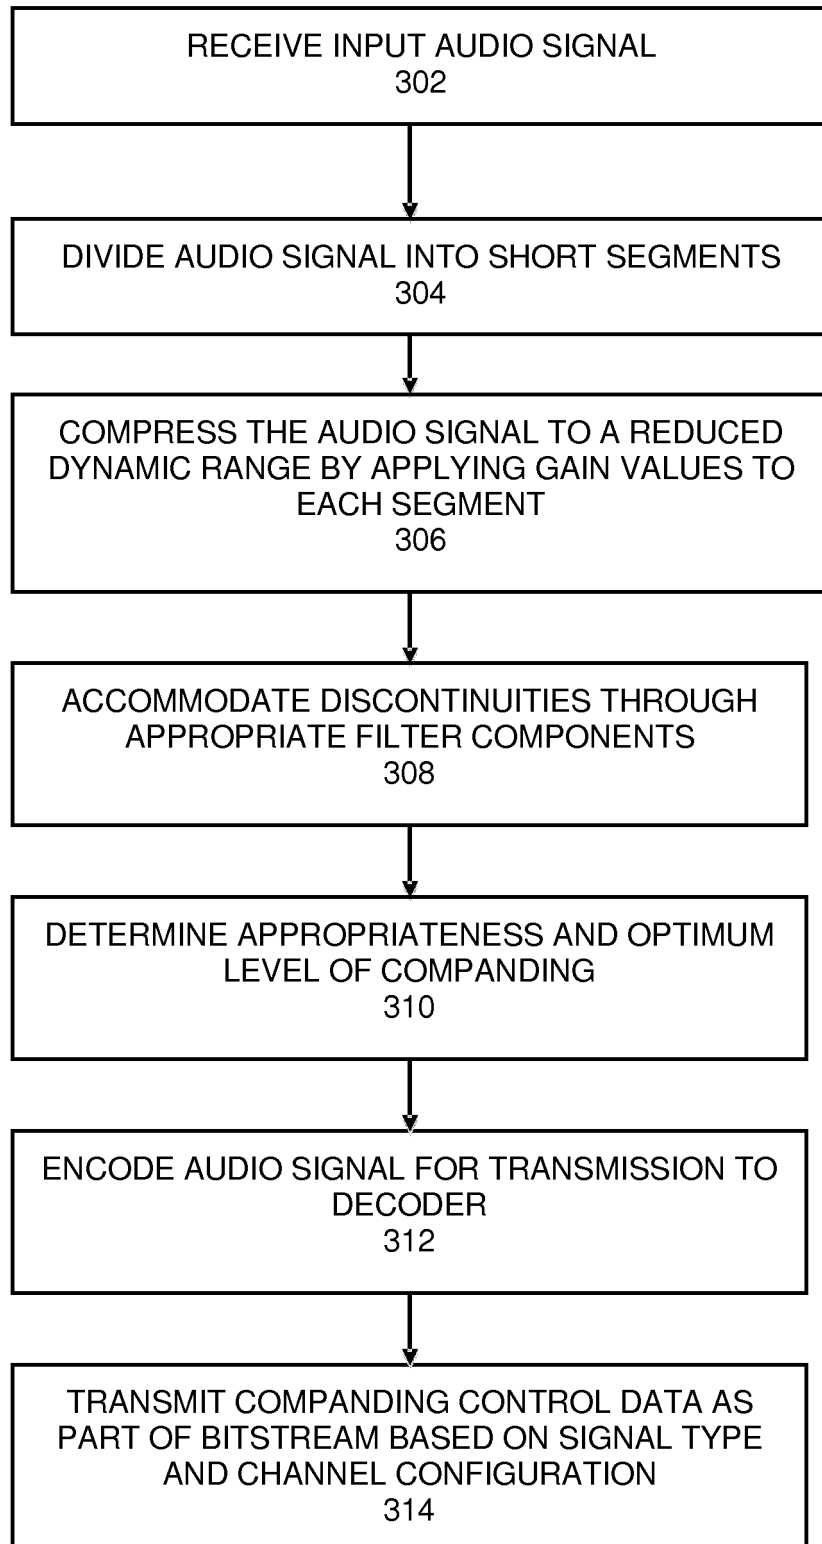 RECEIVE INPUT AUDIO SIGNAL
302
DIVIDE AUDIO SIGNAL INTO SHORT SEGMENTS
304
COMPRESS THE AUDIO SIGNAL TO A REDUCED
DYNAMIC RANGE BY APPLYING GAIN VALUES TO
EACH SEGMENT
306
ACCOMMODATE DISCONTINUITIES THROUGH
APPROPRIATE FILTER COMPONENTS
308
DETERMINE APPROPRIATENESS AND OPTIMUM
LEVEL OF COMPANDING
310
ENCODE AUDIO SIGNAL FOR TRANSMISSION TO
DECODER
312
TRANSMIT COMPANDING CONTROL DATA AS
PART OF BITSTREAM BASED ON SIGNAL TYPE
AND CHANNEL CONFIGURATION
314